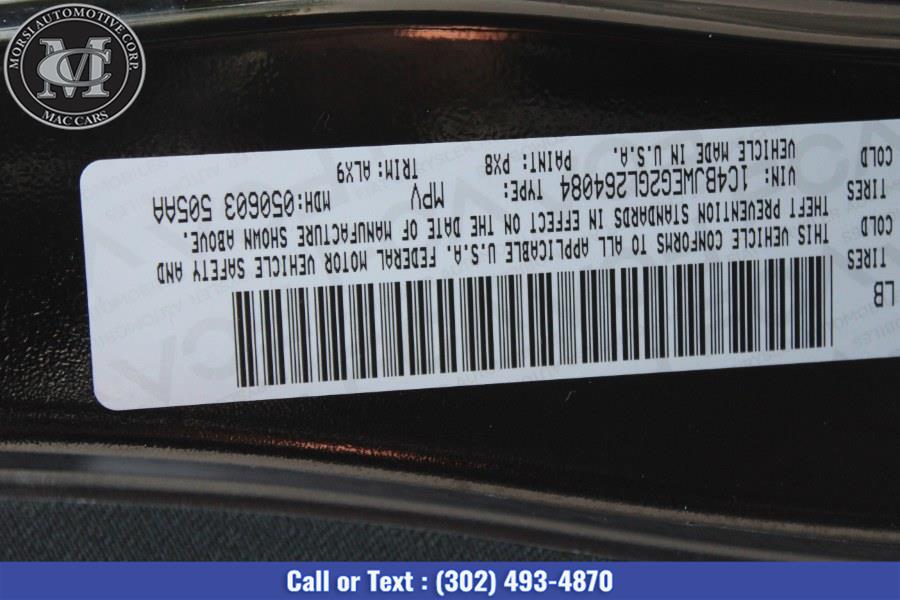 MORSI AUTOMOTIVE CORP.
MC
MAC CARS
LB
TIRES COLD
TIRES COLD
THIS VEHICLE CONFORMS TO ALL APPLICABLE U.S.A. FEDERAL MOTOR VEHICLE SAFETY AND
THEFT PREVENTION STANDARDS IN EFFECT ON THE DATE OF MANUFACTURE SHOWN ABOVE.
VIN: 1C4BJWEG2GL264084 TYPE: MPV MDH:050603 505AA
VEHICLE MADE IN U.S.A. PAINT: PX8 TRIM: ALX9
Call or Text : (302) 493-4870